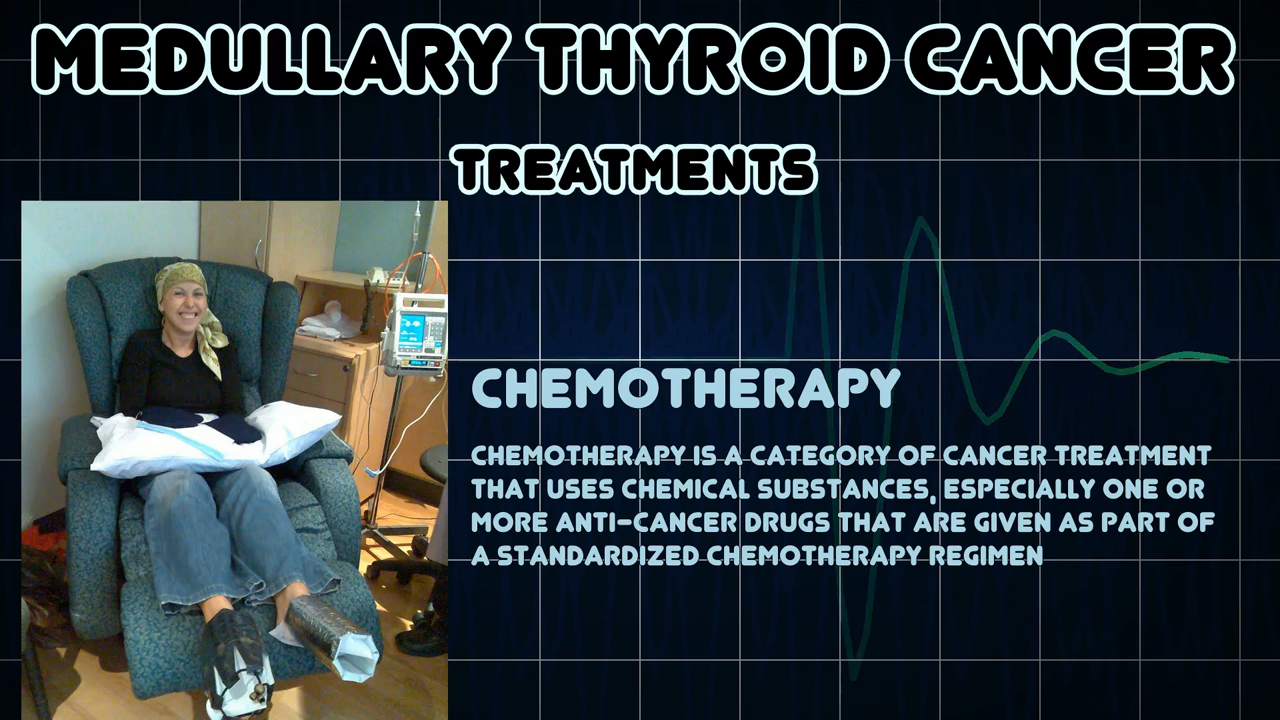 MEDULLARY THYROID CANCER
TREATMENTS
CHEMOTHERAPY
CHEMOTHERAPY IS A CATEGORY OF CANCER TREATMENT
THAT USES CHEMICAL SUBSTANCES, ESPECIALLY ONE OR
MORE ANTI-CANCER DRUGS THAT ARE GIVEN AS PART OF
A STANDARDIZED CHEMOTHERAPY REGIMEN